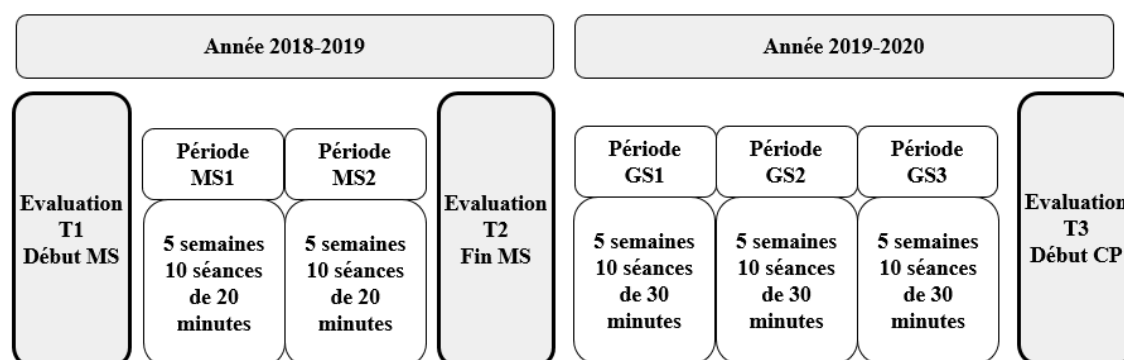 Année 2018-2019
Année 2019-2020
Evaluation
T1
Début MS
Période
MS1
5 semaines
10 séances
de 20
minutes
Période
MS2
5 semaines
10 séances
de 20
minutes
Evaluation
T2
Fin MS
Période
GS1
5 semaines
10 séances
de 30
minutes
Période
GS2
5 semaines
10 séances
de 30
minutes
Période
GS3
5 semaines
10 séances
de 30
minutes
Evaluation
T3
Début CP